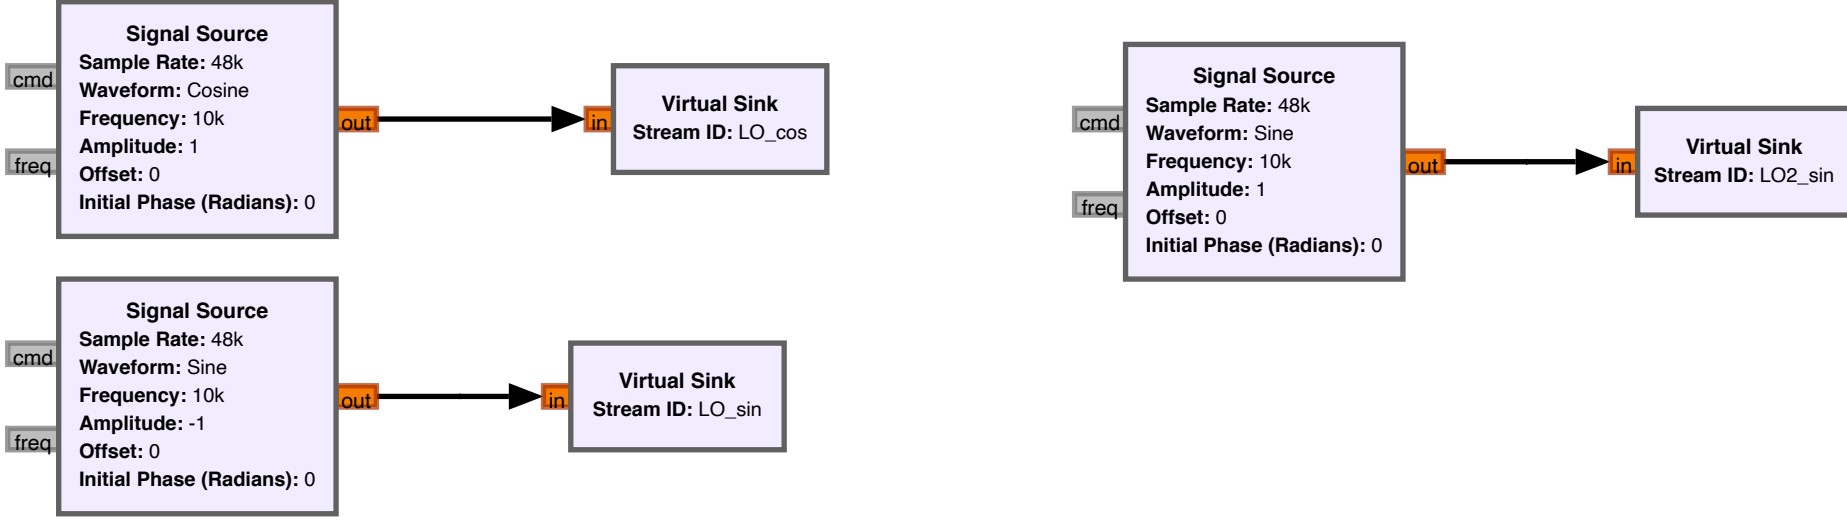 Signal Source
Sample Rate: 48k
Waveform: Cosine
Frequency: 10k
Amplitude: 1
Offset: 0
Initial Phase (Radians): 0
cmd
freq
out
in
Virtual Sink
Stream ID: LO_cos
Signal Source
Sample Rate: 48k
Waveform: Sine
Frequency: 10k
Amplitude: 1
Offset: 0
Initial Phase (Radians): 0
cmd
freq
out
in
Virtual Sink
Stream ID: LO2_sin
Signal Source
Sample Rate: 48k
Waveform: Sine
Frequency: 10k
Amplitude: -1
Offset: 0
Initial Phase (Radians): 0
cmd
freq
out
in
Virtual Sink
Stream ID: LO_sin